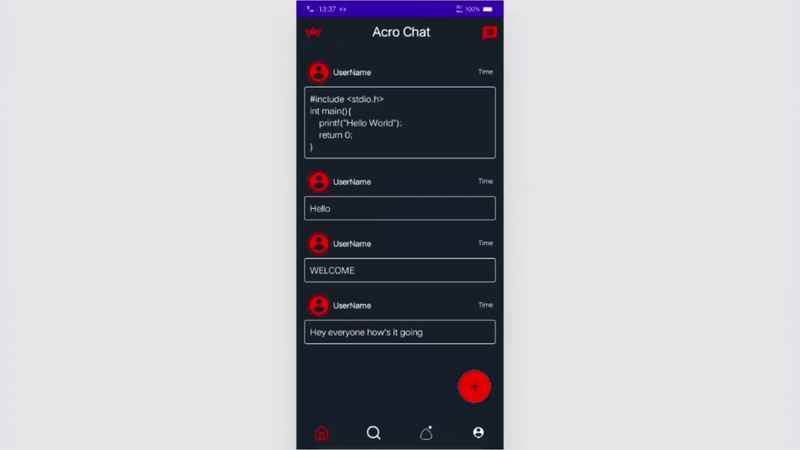 13:37
100%
Acro Chat
UserName
Time
#include <stdio.h>
int main(){
printf("Hello World");
return 0;
}
UserName
Time
Hello
UserName
Time
WELCOME
UserName
Time
Hey everyone how's it going